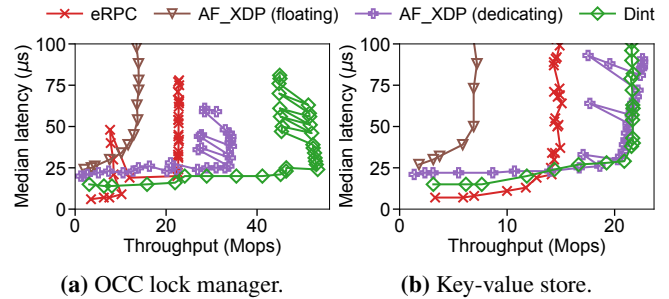 eRPC AF_XDP (floating) AF_XDP (dedicating) Dint
Median latency (μs)
100
75
50
25
0
0 20 40
Throughput (Mops)
(a) OCC lock manager.
Median latency (μs)
100
75
50
25
0
0 10 20
Throughput (Mops)
(b) Key-value store.